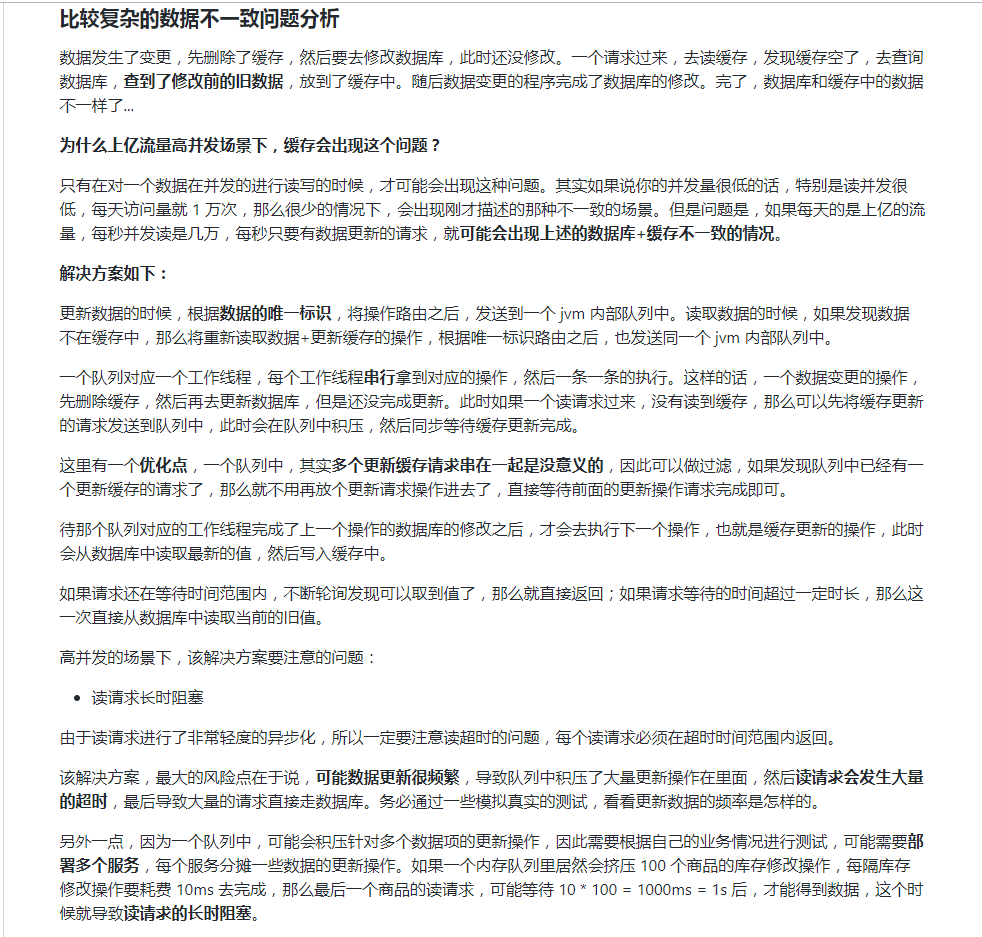 比较复杂的数据不一致问题分析
数据发生了变更，先删除了缓存，然后要去修改数据库，此时还没修改。一个请求过来，去读缓存，发现缓存空了，去查询
数据库，查到了修改前的旧数据，放到了缓存中。随后数据变更的程序完成了数据库的修改。完了，数据库和缓存中的数据
不一样了...
为什么上亿流量高并发场景下，缓存会出现这个问题？
只有在对一个数据在并发的进行读写的时候，才可能会出现这种问题。其实如果说你的并发量很低的话，特别是读并发很
低，每天访问量就 1 万次，那么很少的情况下，会出现刚才描述的那种不一致的场景。但是问题是，如果每天的是上亿的流
量，每秒并发读是几万，每秒只要有数据更新的请求，就可能会出现上述的数据库+缓存不一致的情况。
解决方案如下：
更新数据的时候，根据数据的唯一标识，将操作路由之后，发送到一个 jvm 内部队列中。读取数据的时候，如果发现数据
不在缓存中，那么将重新读取数据+更新缓存的操作，根据唯一标识路由之后，也发送同一个 jvm 内部队列中。
一个队列对应一个工作线程，每个工作线程串行拿到对应的操作，然后一条一条的执行。这样的话，一个数据变更的操作，
先删除缓存，然后再去更新数据库，但是还没完成更新。此时如果一个读请求过来，没有读到缓存，那么可以先将缓存更新
的请求发送到队列中，此时会在队列中积压，然后同步等待缓存更新完成。
这里有一个优化点，一个队列中，其实多个更新缓存请求串在一起是没意义的，因此可以做过滤，如果发现队列中已经有一
个更新缓存的请求了，那么就不用再放个更新请求操作进去了，直接等待前面的更新操作请求完成即可。
待那个队列对应的工作线程完成了上一个操作的数据库的修改之后，才会去执行下一个操作，也就是缓存更新的操作，此时
会从数据库中读取最新的值，然后写入缓存中。
如果请求还在等待时间范围内，不断轮询发现可以取到值了，那么就直接返回；如果请求等待的时间超过一定时长，那么这
一次直接从数据库中读取当前的旧值。
高并发的场景下，该解决方案要注意的问题：
• 读请求长时阻塞
由于读请求进行了非常轻度的异步化，所以一定要注意读超时的问题，每个读请求必须在超时时间范围内返回。
该解决方案，最大的风险点在于说，可能数据更新很频繁，导致队列中积压了大量更新操作在里面，然后读请求会发生大量
的超时，最后导致大量的请求直接走数据库。务必通过一些模拟真实的测试，看看更新数据的频率是怎样的。
另外一点，因为一个队列中，可能会积压针对多个数据项的更新操作，因此需要根据自己的业务情况进行测试，可能需要部
署多个服务，每个服务分摊一些数据的更新操作。如果一个内存队列里居然会挤压 100 个商品的库存修改操作，每隔库存
修改操作要耗费 10ms 去完成，那么最后一个商品的读请求，可能等待 10 * 100 = 1000ms = 1s 后，才能得到数据，这个时
候就导致读请求的长时阻塞。